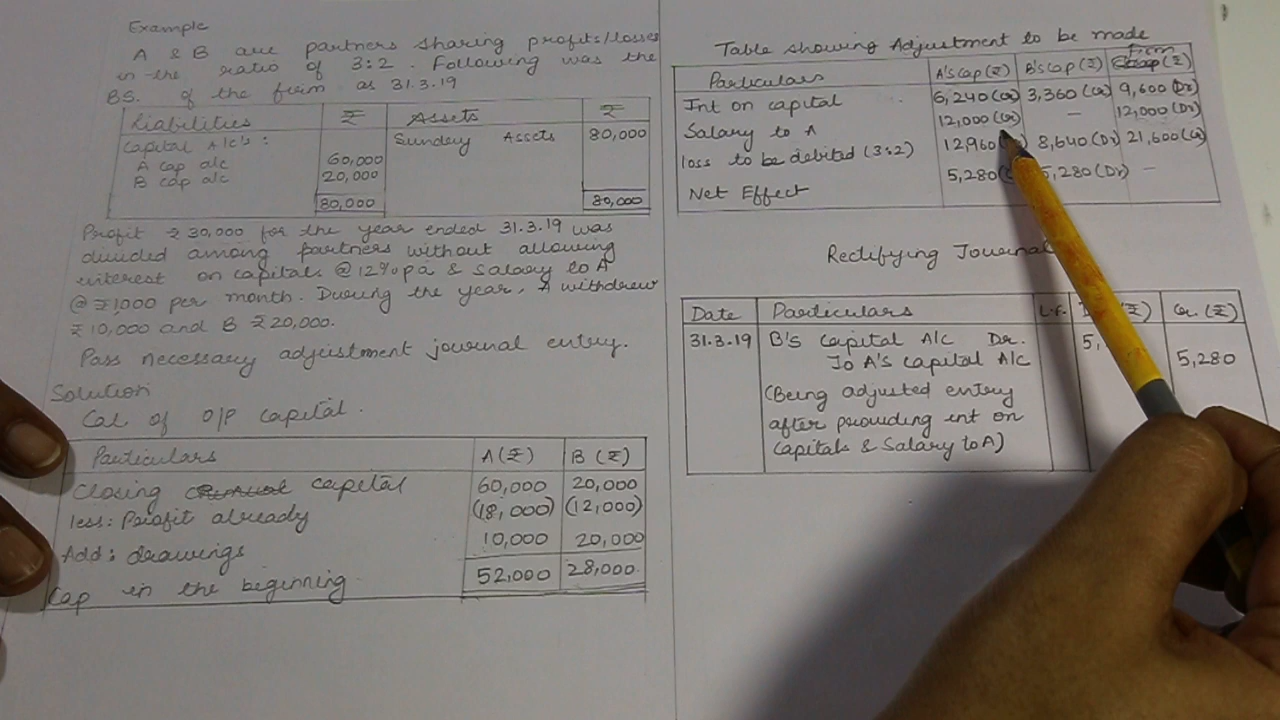 Example
A & B are partners sharing profits/losses
in the ratio of 3:2. Following was the
BS. of the firm as 31.3.19
Liabilities ₹ Assets ₹
Capital A/c's: Sundry Assets 80,000
A cap a/c 60,000
B cap a/c 20,000
80,000 80,000
Profit ₹ 30,000 for the year ended 31.3.19 was
divided among partners without allowing
interest on capitals @ 12% pa & salary to A
@ ₹1,000 per month. During the year, A withdrew
₹ 10,000 and B ₹ 20,000.
Pass necessary adjustment journal entry.
Solution
Cal of O/P capital.
Particulars A(₹) B (₹)
Closing capital 60,000 20,000
less: Profit already (18,000) (12,000)
Add: drawings 10,000 20,000
Cap in the beginning 52,000 28,000
Table showing Adjustment to be made
Particulars A's Cap (₹) B's Cap (₹) Firm (₹)
Int on capital 6,240 (Cr) 3,360 (Cr) 9,600 (Dr)
Salary to A 12,000 (Cr) — 12,000 (Dr)
loss to be debited (3:2) 12,960 8,640 (Dr) 21,600 (Cr)
Net Effect 5,280 5,280 (Dr) —
Rectifying Journal
Date Particulars L.F. (₹) Cr. (₹)
31.3.19 B's capital A/c Dr. 5,
To A's capital A/c 5,280
(Being adjusted entry
after providing int on
capitals & Salary to A)